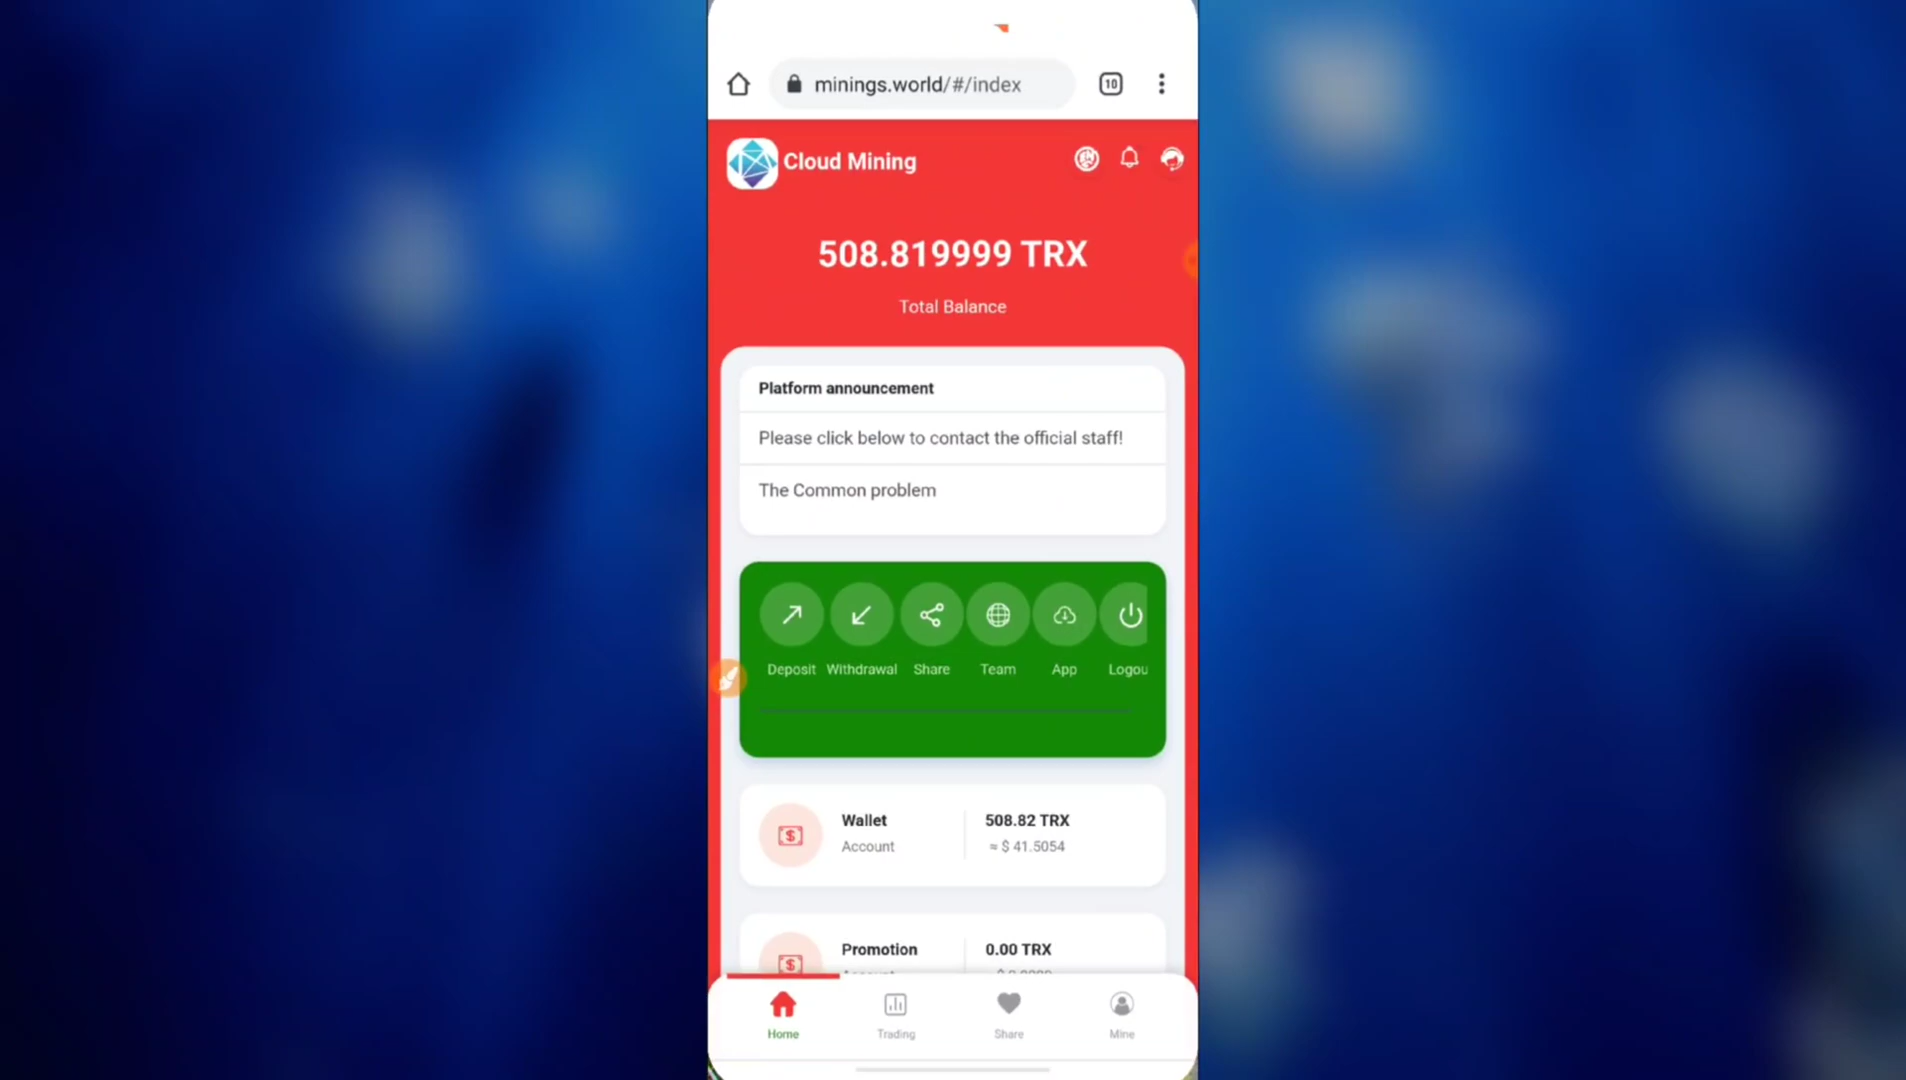 minings.world/#/index
10
Cloud Mining
508.819999 TRX
Total Balance
Platform announcement
Please click below to contact the official staff!
The Common problem
Deposit Withdrawal Share Team App Logou
Wallet 508.82 TRX
Account ≈ $ 41.5054
Promotion 0.00 TRX
Home Trading Share Mine